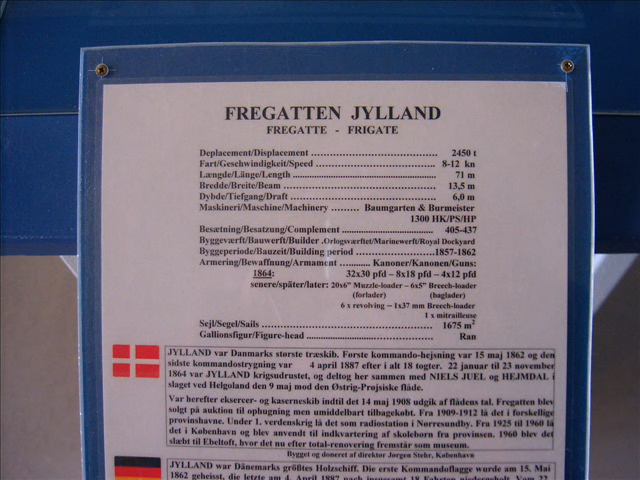 FREGATTEN JYLLAND
FREGATTE - FRIGATE
Deplacement/Displacement ........................................ 2450 t
Fart/Geschwindigkeit/Speed ...................................... 8-12 kn
Længde/Länge/Length ................................................ 71 m
Bredde/Breite/Beam ................................................ 13,5 m
Dybde/Tiefgang/Draft .............................................. 6,0 m
Maskineri/Maschine/Machinery ......... Baumgarten & Burmeister
1300 HK/PS/HP
Besætning/Besatzung/Complement ............................ 405-437
Byggeværft/Bauwerft/Builder .Orlogsværftet/Marinewerft/Royal Dockyard
Byggeperiode/Bauzeit/Building period ........................1857-1862
Armering/Bewaffnung/Armament .......... Kanoner/Kanonen/Guns:
1864: 32x30 pfd – 8x18 pfd – 4x12 pfd
senere/später/later: 20x6" Muzzle-loader – 6x5" Breech-loader
(forlader) (baglader)
6 x revolving – 1x37 mm Breech-loader
1 x mitrailleuse
Sejl/Segel/Sails ...................................................... 1675 m²
Gallionsfigur/Figure-head ........................................ Ran
JYLLAND var Danmarks største træskib. Første kommando-hejsning var 15 maj 1862 og den
sidste kommandostrygning var 4 april 1887 efter i alt 18 togter. 22 januar til 23 november
1864 var JYLLAND krigsudrustet, og deltog her sammen med NIELS JUEL og HEJMDAL i
slaget ved Helgoland den 9 maj mod den Østrig-Projsiske flåde.
Var herefter eksercer- og kaserneskib indtil det 14 maj 1908 udgik af flådens tal. Fregatten blev
solgt på auktion til ophugning men umiddelbart tilbagekøbt. Fra 1909-1912 lå det i forskellige
provinshavne. Under 1. verdenskrig lå det som radiostation i Nørresundby. Fra 1925 til 1960 lå
det i København og blev anvendt til indkvartering af skolebørn fra provinsen. 1960 blev det
slæbt til Ebeltoft, hvor det nu efter total-renovering fremstår som museum.
Bygget og doneret af direktør Jørgen Stehr, København
JYLLAND war Dänemarks größtes Holzschiff. Die erste Kommandoflagge wurde am 15. Mai
1862 geheisst, die letzte am 4. April 1887 nach insgesamt 18 Fahrten niedergeholt. Vom 22.